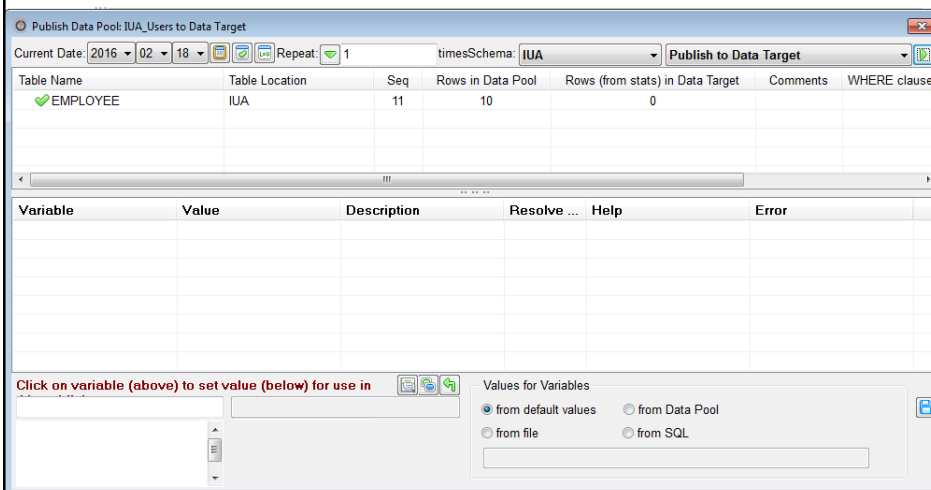 Publish Data Pool: IUA_Users to Data Target
Current Date: 2016 02 18 Repeat: 1 timesSchema: IUA Publish to Data Target
Table Name Table Location Seq Rows in Data Pool Rows (from stats) in Data Target Comments WHERE clause
EMPLOYEE IUA 11 10 0
Variable Value Description Resolve ... Help Error
Click on variable (above) to set value (below) for use in
Values for Variables
from default values from Data Pool
from file from SQL